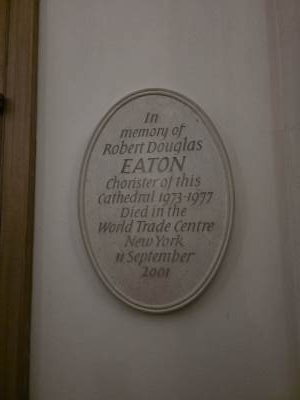 In
memory of
Robert Douglas
EATON
Chorister of this
Cathedral 1973-1977
Died in the
World Trade Centre
New York
11 September
2001